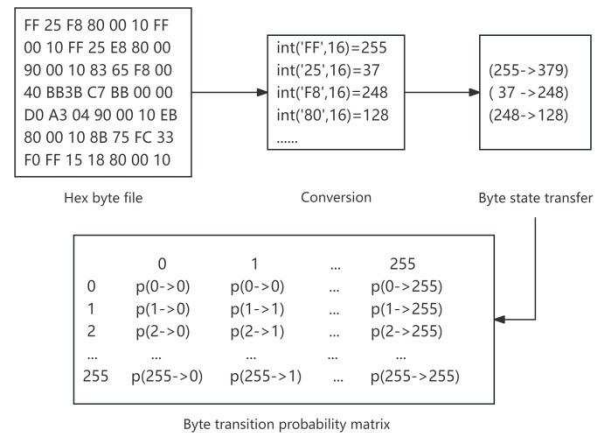 FF 25 F8 80 00 10 FF
00 10 FF 25 E8 80 00
90 00 10 83 65 F8 00
40 BB3B C7 BB 00 00
D0 A3 04 90 00 10 EB
80 00 10 8B 75 FC 33
F0 FF 15 18 80 00 10
Hex byte file
int('FF',16)=255
int('25',16)=37
int('F8',16)=248
int('80',16)=128
......
Conversion
(255->379)
( 37 ->248)
(248->128)
Byte state transfer
0 1 ... 255
0 p(0->0) p(0->0) ... p(0->255)
1 p(1->0) p(1->1) ... p(1->255)
2 p(2->0) p(2->1) ... p(2->255)
... ... ... ... ...
255 p(255->0) p(255->1) ... p(255->255)
Byte transition probability matrix